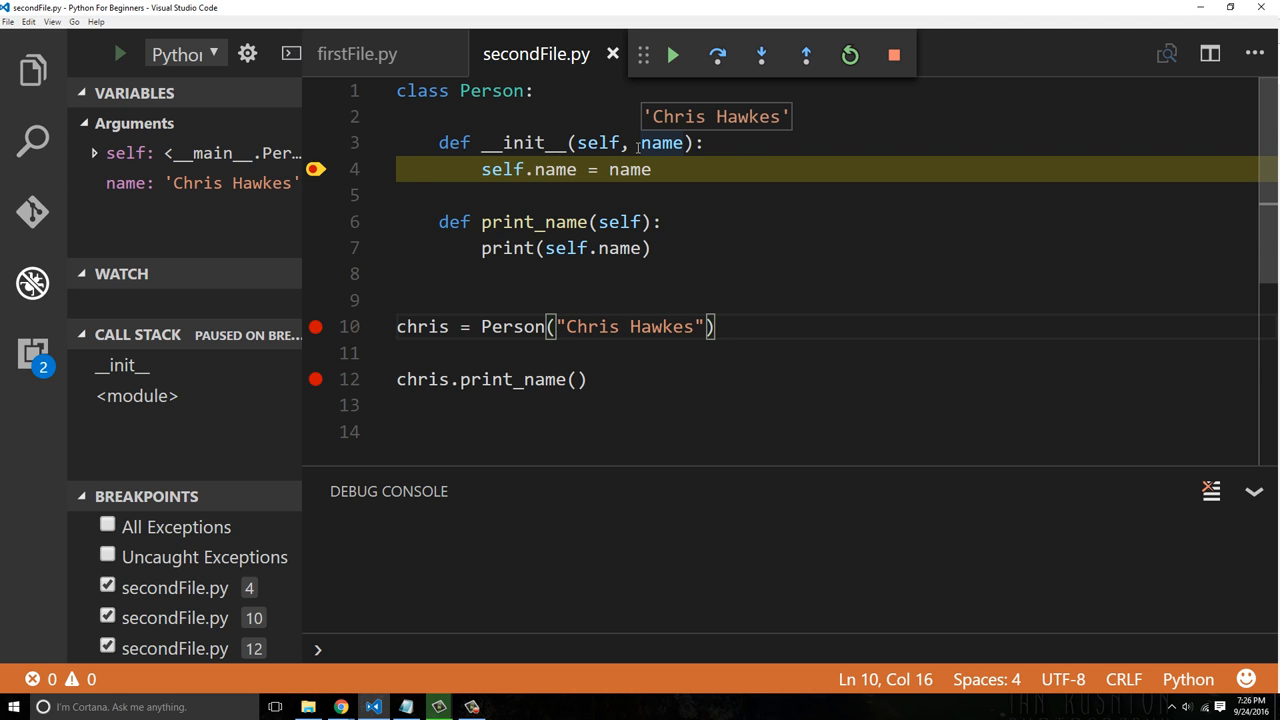 secondFile.py - Python For Beginners - Visual Studio Code
File Edit View Go Help
Python
firstFile.py
secondFile.py
VARIABLES
Arguments
self: <__main__.Per...
name: 'Chris Hawkes'
WATCH
CALL STACK PAUSED ON BRE...
__init__
<module>
BREAKPOINTS
All Exceptions
Uncaught Exceptions
secondFile.py 4
secondFile.py 10
secondFile.py 12
2
1 class Person:
2
'Chris Hawkes'
3 def __init__(self, name):
4 self.name = name
5
6 def print_name(self):
7 print(self.name)
8
9
10 chris = Person("Chris Hawkes")
11
12 chris.print_name()
13
14
DEBUG CONSOLE
0 0
Ln 10, Col 16 Spaces: 4 UTF-8 CRLF Python
I'm Cortana. Ask me anything.
7:26 PM
9/24/2016